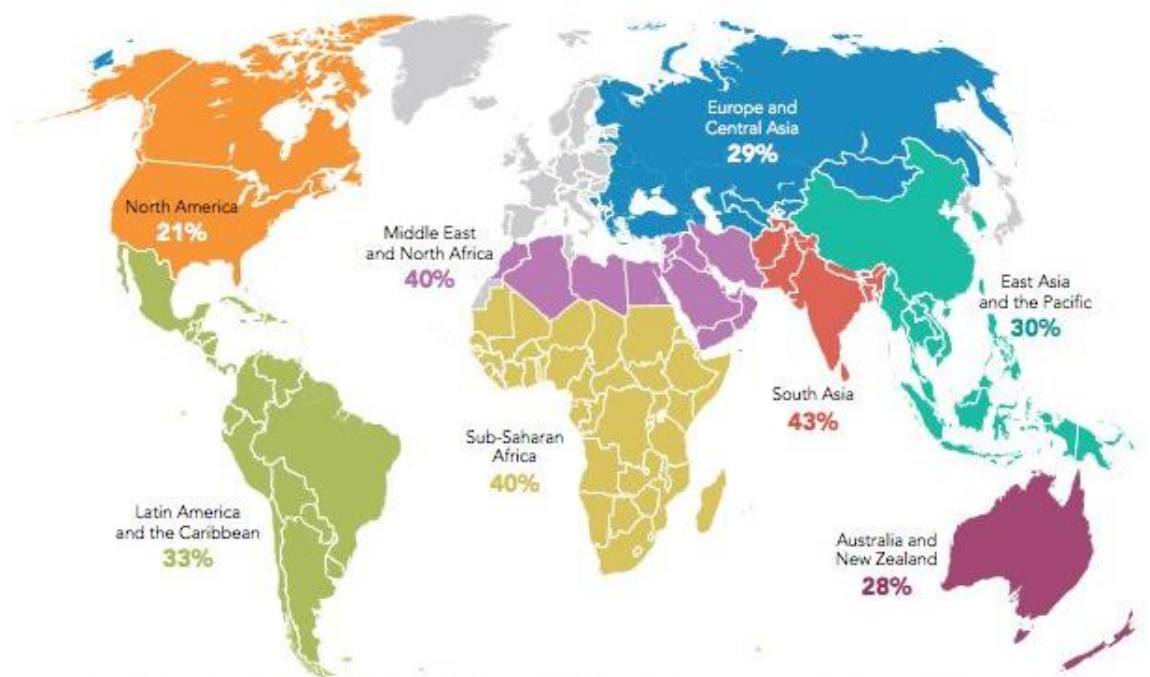 Europe and
Central Asia
29%
North America
21%
Middle East
and North Africa
40%
East Asia
and the Pacific
30%
South Asia
43%
Sub-Saharan
Africa
40%
Latin America
and the Caribbean
33%
Australia and
New Zealand
28%